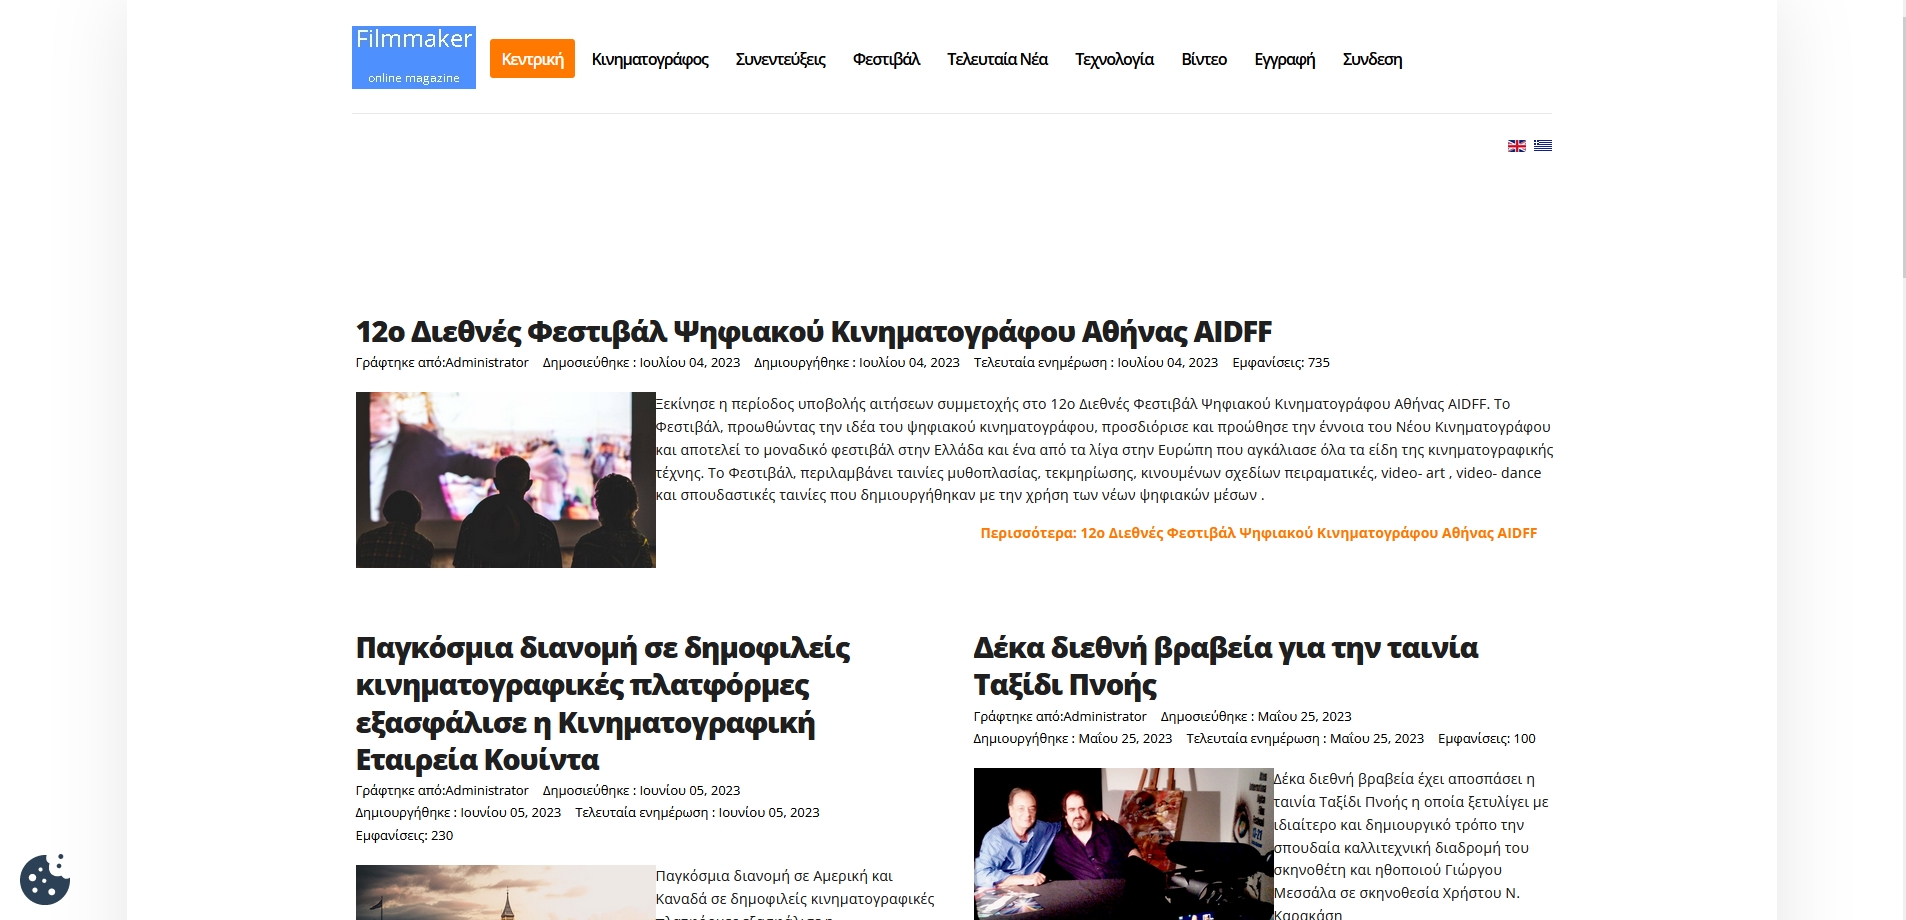 Filmmaker
online magazine
Κεντρική
Κινηματογράφος
Συνεντεύξεις
Φεστιβάλ
Τελευταία Νέα
Τεχνολογία
Βίντεο
Εγγραφή
Συνδεση
12ο Διεθνές Φεστιβάλ Ψηφιακού Κινηματογράφου Αθήνας AIDFF
Γράφτηκε από:Administrator Δημοσιεύθηκε : Ιουλίου 04, 2023 Δημιουργήθηκε : Ιουλίου 04, 2023 Τελευταία ενημέρωση : Ιουλίου 04, 2023 Εμφανίσεις: 735
Ξεκίνησε η περίοδος υποβολής αιτήσεων συμμετοχής στο 12ο Διεθνές Φεστιβάλ Ψηφιακού Κινηματογράφου Αθήνας AIDFF. Το
Φεστιβάλ, προωθώντας την ιδέα του ψηφιακού κινηματογράφου, προσδιόρισε και προώθησε την έννοια του Νέου Κινηματογράφου
και αποτελεί το μοναδικό φεστιβάλ στην Ελλάδα και ένα από τα λίγα στην Ευρώπη που αγκάλιασε όλα τα είδη της κινηματογραφικής
τέχνης. Το Φεστιβάλ, περιλαμβάνει ταινίες μυθοπλασίας, τεκμηρίωσης, κινουμένων σχεδίων πειραματικές, video- art , video- dance
και σπουδαστικές ταινίες που δημιουργήθηκαν με την χρήση των νέων ψηφιακών μέσων .
Περισσότερα: 12ο Διεθνές Φεστιβάλ Ψηφιακού Κινηματογράφου Αθήνας AIDFF
Παγκόσμια διανομή σε δημοφιλείς
κινηματογραφικές πλατφόρμες
εξασφάλισε η Κινηματογραφική
Εταιρεία Κουίντα
Γράφτηκε από:Administrator Δημοσιεύθηκε : Ιουνίου 05, 2023
Δημιουργήθηκε : Ιουνίου 05, 2023 Τελευταία ενημέρωση : Ιουνίου 05, 2023
Εμφανίσεις: 230
Παγκόσμια διανομή σε Αμερική και
Καναδά σε δημοφιλείς κινηματογραφικές
πλατφόρμες εξασφάλισε η
Δέκα διεθνή βραβεία για την ταινία
Ταξίδι Πνοής
Γράφτηκε από:Administrator Δημοσιεύθηκε : Μαΐου 25, 2023
Δημιουργήθηκε : Μαΐου 25, 2023 Τελευταία ενημέρωση : Μαΐου 25, 2023 Εμφανίσεις: 100
Δέκα διεθνή βραβεία έχει αποσπάσει η
ταινία Ταξίδι Πνοής η οποία ξετυλίγει με
ιδιαίτερο και δημιουργικό τρόπο την
σπουδαία καλλιτεχνική διαδρομή του
σκηνοθέτη και ηθοποιού Γιώργου
Μεσσάλα σε σκηνοθεσία Χρήστου Ν.
Καρακάση